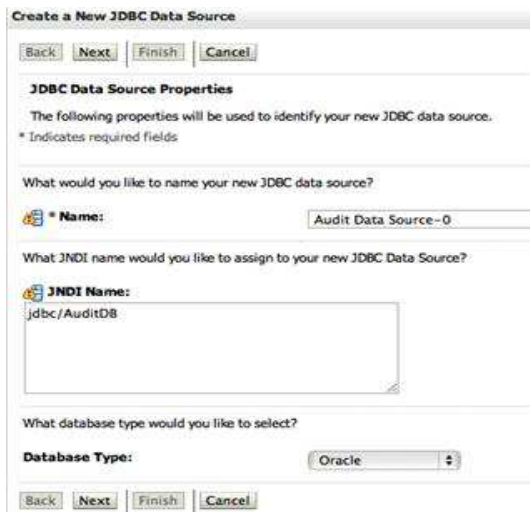 Create a New JDBC Data Source
Back Next Finish Cancel
JDBC Data Source Properties
The following properties will be used to identify your new JDBC data source.
* Indicates required fields
What would you like to name your new JDBC data source?
* Name: Audit Data Source-0
What JNDI name would you like to assign to your new JDBC Data Source?
JNDI Name:
jdbc/AuditDB
What database type would you like to select?
Database Type: Oracle
Back Next Finish Cancel